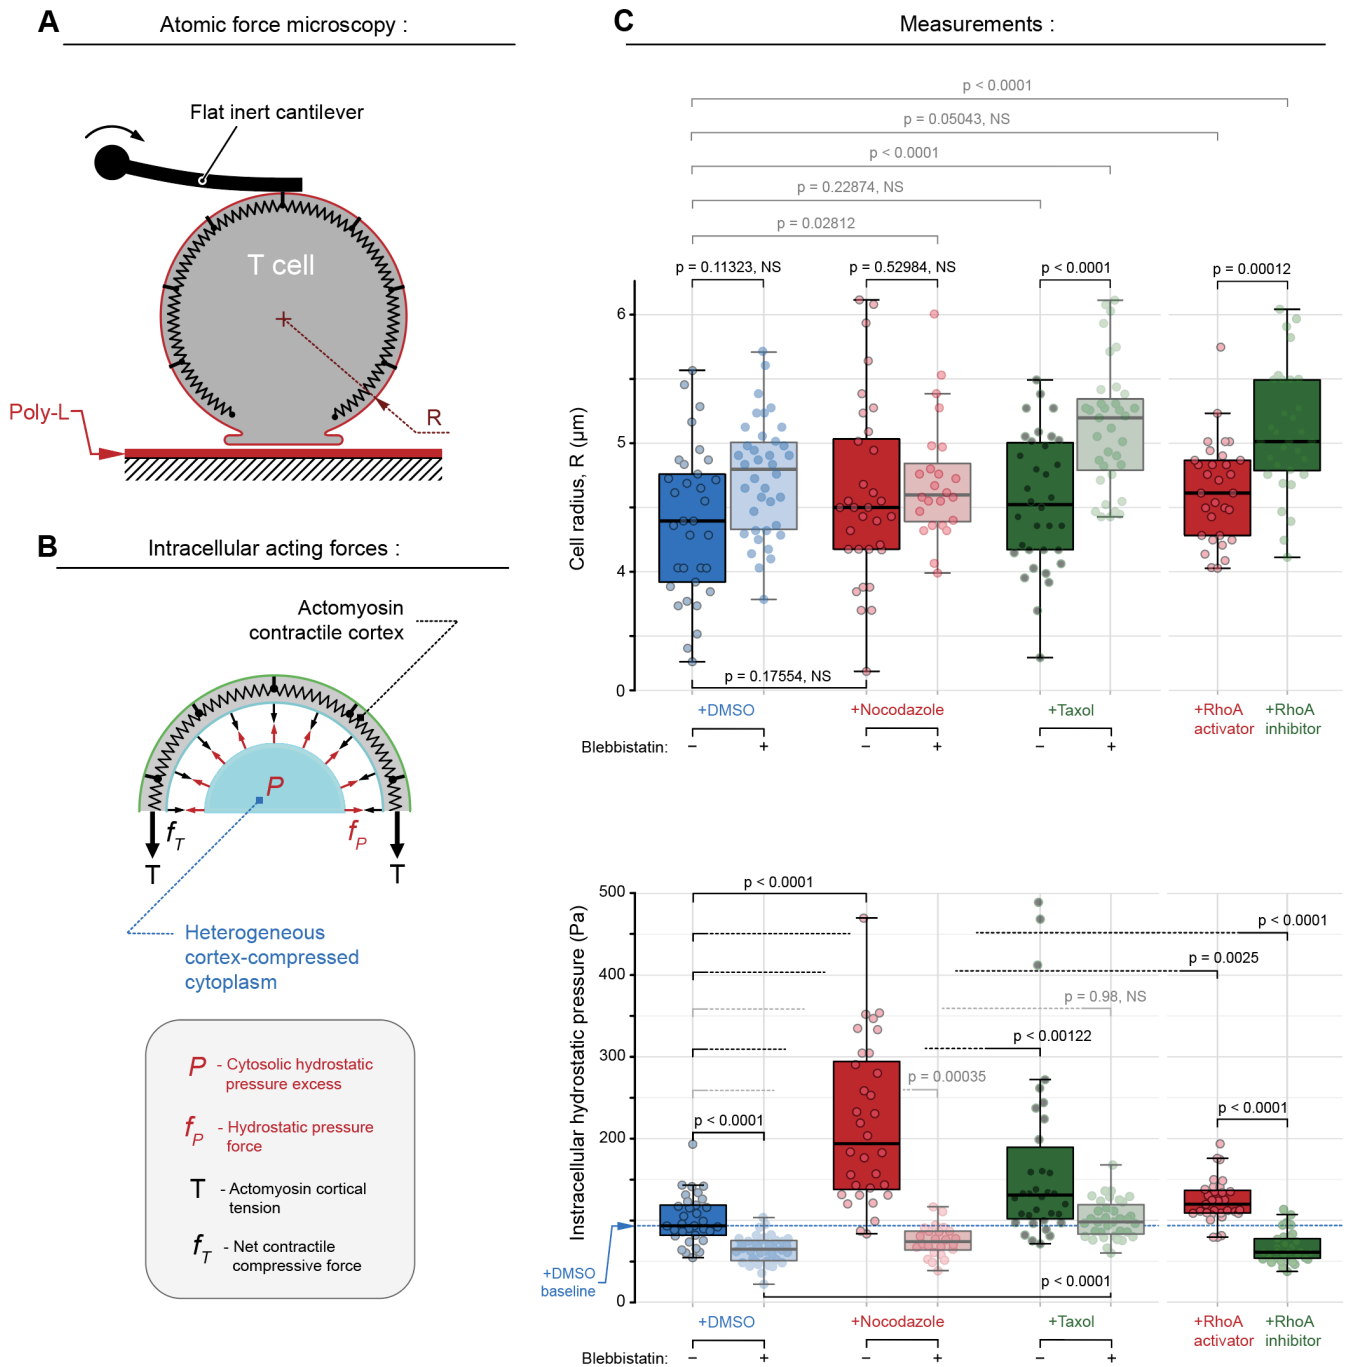 A
Atomic force microscopy :
Flat inert cantilever
T cell
Poly-L
R
B
Intracellular acting forces :
Actomyosin
contractile cortex
P
fT
fP
T
T
Heterogeneous
cortex-compressed
cytoplasm
P - Cytosolic hydrostatic
pressure excess
fP - Hydrostatic pressure
force
T - Actomyosin cortical
tension
fT - Net contractile
compressive force
C
Measurements :
p < 0.0001
p = 0.05043, NS
p < 0.0001
p = 0.22874, NS
p = 0.02812
p = 0.11323, NS
p = 0.52984, NS
p < 0.0001
p = 0.00012
Cell radius, R (µm)
6
5
4
0
p = 0.17554, NS
+DMSO
+Nocodazole
+Taxol
+RhoA
activator
+RhoA
inhibitor
Blebbistatin: – + – + – +
Instracellular hydrostatic pressure (Pa)
500
400
300
200
100
0
p < 0.0001
p < 0.0001
p = 0.0025
p = 0.98, NS
p < 0.00122
p = 0.00035
p < 0.0001
p < 0.0001
p < 0.0001
+DMSO
baseline
+DMSO
+Nocodazole
+Taxol
+RhoA
activator
+RhoA
inhibitor
Blebbistatin: – + – + – +